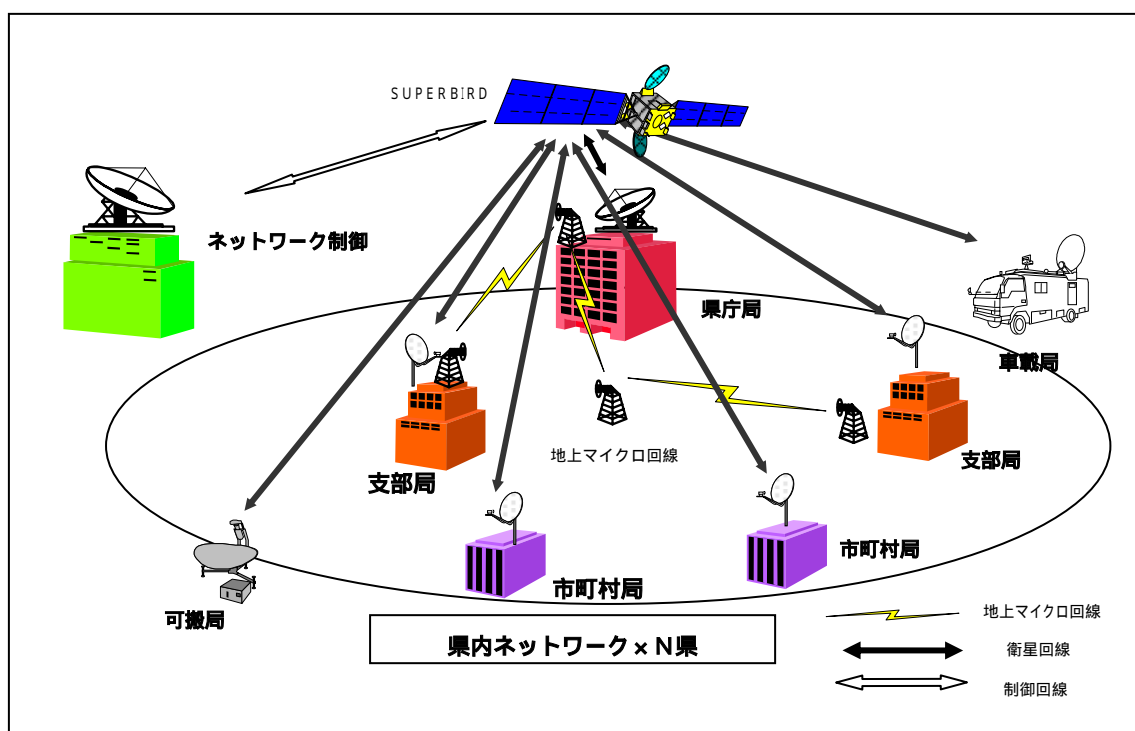 SUPERBIRD
ネットワーク制御
県庁局
車載局
地上マイクロ回線
支部局
支部局
市町村局
市町村局
可搬局
県内ネットワーク×N県
地上マイクロ回線
衛星回線
制御回線